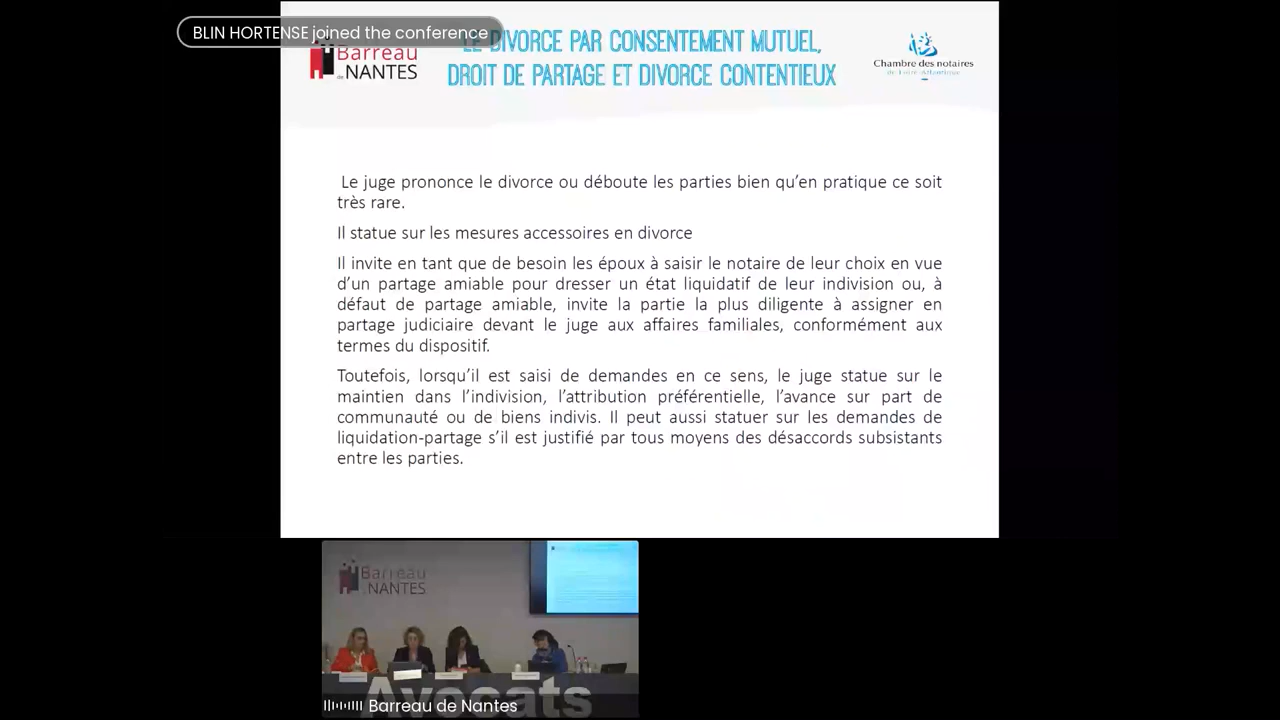 BLIN HORTENSE joined the conference
Barreau
de NANTES
LE DIVORCE PAR CONSENTEMENT MUTUEL,
DROIT DE PARTAGE ET DIVORCE CONTENTIEUX
Chambre des notaires
de Loire-Atlantique
Le juge prononce le divorce ou déboute les parties bien qu’en pratique ce soit
très rare.
Il statue sur les mesures accessoires en divorce
Il invite en tant que de besoin les époux à saisir le notaire de leur choix en vue
d’un partage amiable pour dresser un état liquidatif de leur indivision ou, à
défaut de partage amiable, invite la partie la plus diligente à assigner en
partage judiciaire devant le juge aux affaires familiales, conformément aux
termes du dispositif.
Toutefois, lorsqu’il est saisi de demandes en ce sens, le juge statue sur le
maintien dans l’indivision, l’attribution préférentielle, l’avance sur part de
communauté ou de biens indivis. Il peut aussi statuer sur les demandes de
liquidation-partage s’il est justifié par tous moyens des désaccords subsistants
entre les parties.
Barreau
de NANTES
Avocats
Barreau de Nantes